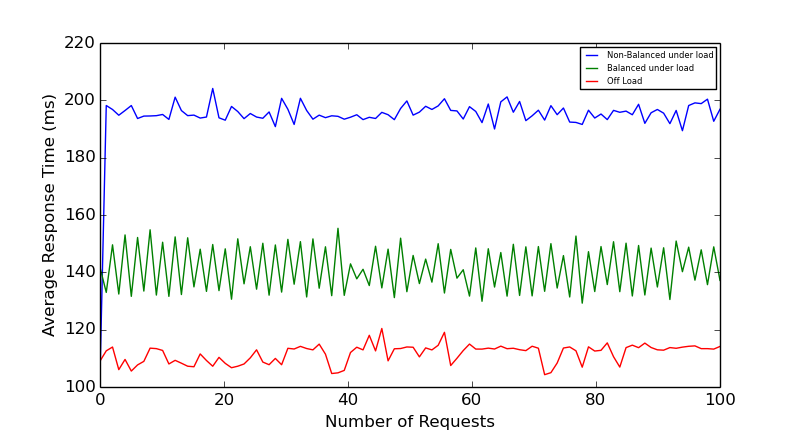 220
200
180
160
140
120
100
Average Response Time (ms)
Non-Balanced under load
Balanced under load
Off Load
0
20
40
60
80
100
Number of Requests